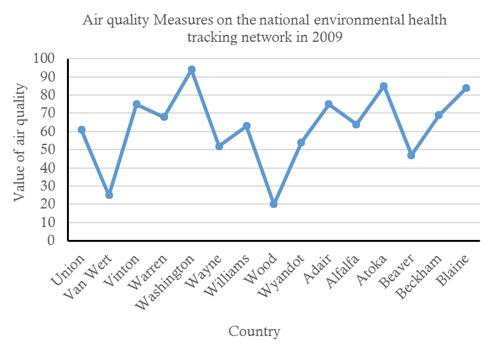 Air quality Measures on the national environmental health
tracking network in 2009
Value of air quality
100
90
80
70
60
50
40
30
20
10
0
Union
Van Wert
Vinton
Warren
Washington
Wayne
Williams
Wood
Wyandot
Adair
Alfalfa
Atoka
Beaver
Beckham
Blaine
Country